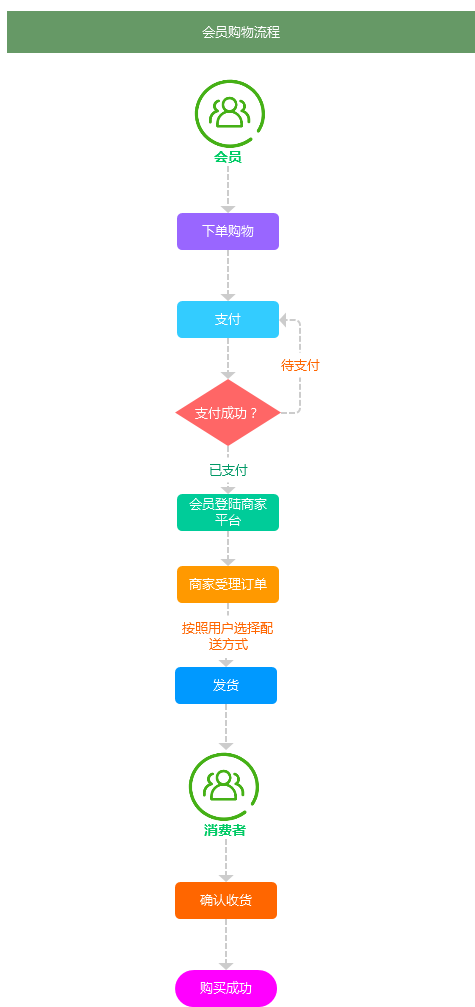 会员购物流程
会员
下单购物
支付
待支付
支付成功？
已支付
会员登陆商家
平台
商家受理订单
按照用户选择配
送方式
发货
消费者
确认收货
购买成功